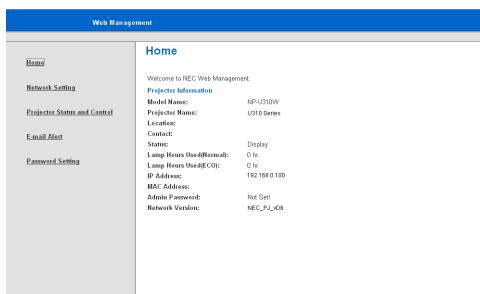 Web Management
Home
Home
Network Setting
Projector Status and Control
E-mail Alert
Password Setting
Welcome to NEC Web Management.
Projector Information
Model Name: NP-U310W
Projector Name: U310 Series
Location:
Contact:
Status: Display
Lamp Hours Used(Normal): 0 hr.
Lamp Hours Used(ECO): 0 hr.
IP Address: 192.168.0.100
MAC Address:
Admin Password: Not Set!
Network Version: NEC_PJ_vD6